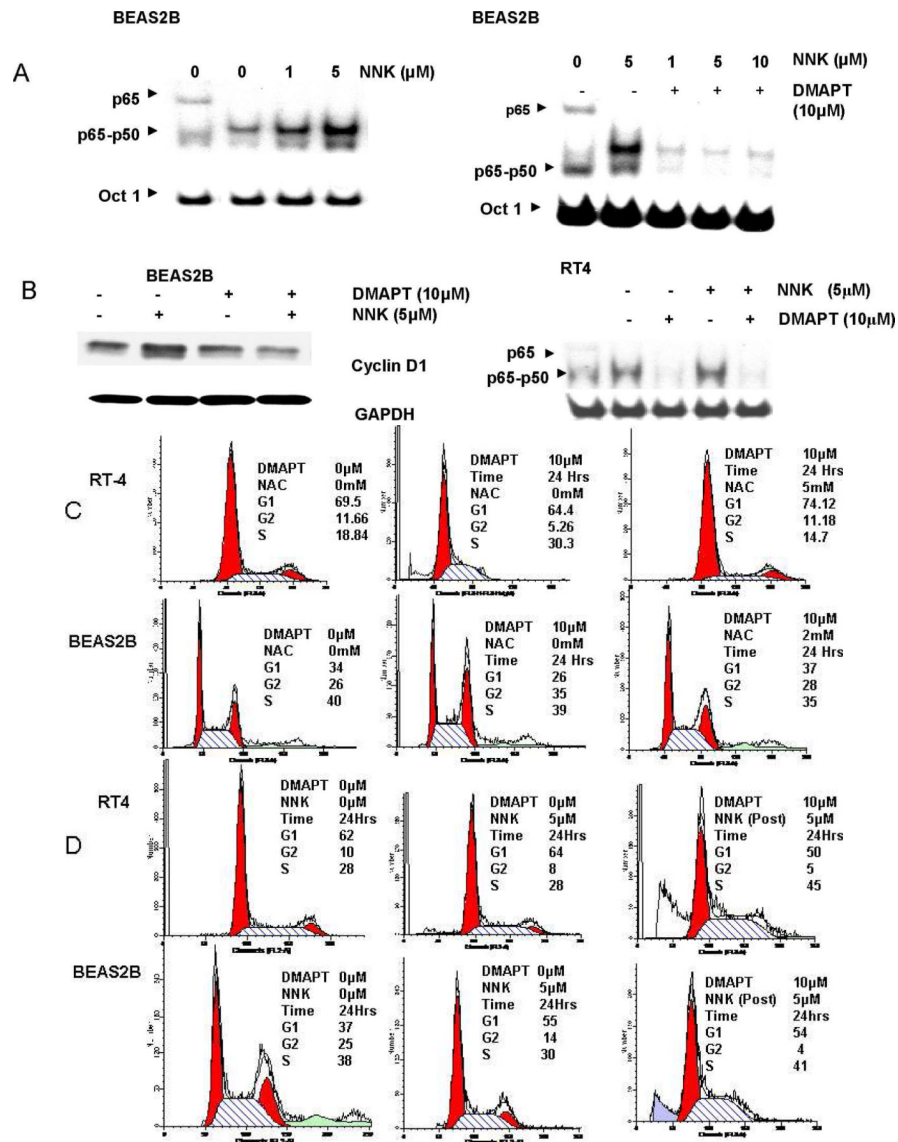 BEAS2B
BEAS2B
A
0 0 1 5 NNK (µM)
p65
p65-p50
Oct 1
0 5 1 5 10 NNK (µM)
- - + + + DMAPT
(10µM)
p65
p65-p50
Oct 1
B
BEAS2B
- - + + DMAPT (10µM)
- + - + NNK (5µM)
Cyclin D1
GAPDH
RT4
- - + + NNK (5µM)
- + - + DMAPT (10µM)
p65
p65-p50
C
RT-4
DMAPT 0µM
NAC 0mM
G1 69.5
G2 11.66
S 18.84
DMAPT 10µM
Time 24 Hrs
NAC 0mM
G1 64.4
G2 5.26
S 30.3
DMAPT 10µM
Time 24 Hrs
NAC 5mM
G1 74.12
G2 11.18
S 14.7
BEAS2B
DMAPT 0µM
NAC 0mM
G1 34
G2 26
S 40
DMAPT 10µM
NAC 0mM
Time 24 Hrs
G1 26
G2 35
S 39
DMAPT 10µM
NAC 2mM
Time 24 Hrs
G1 37
G2 28
S 35
D
RT4
DMAPT 0µM
NNK 0µM
Time 24Hrs
G1 62
G2 10
S 28
DMAPT 0µM
NNK 5µM
Time 24Hrs
G1 64
G2 8
S 28
DMAPT 10µM
NNK (Post) 5µM
Time 24Hrs
G1 50
G2 5
S 45
BEAS2B
DMAPT 0µM
NNK 0µM
Time 24Hrs
G1 37
G2 25
S 38
DMAPT 0µM
NNK 5µM
Time 24Hrs
G1 55
G2 14
S 30
DMAPT 10µM
NNK (Post) 5µM
Time 24hrs
G1 54
G2 4
S 41